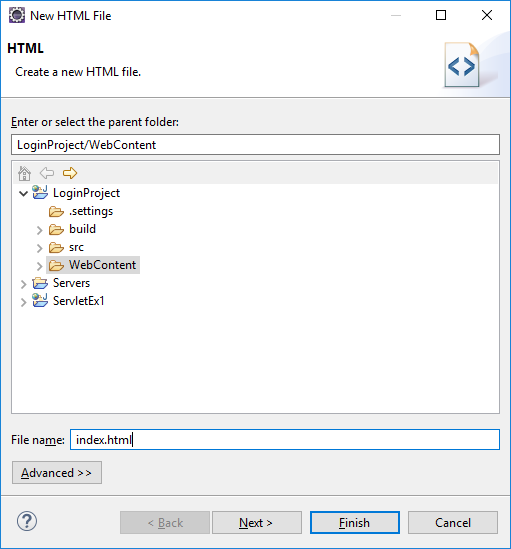 New HTML File
HTML
Create a new HTML file.
Enter or select the parent folder:
LoginProject/WebContent
LoginProject
.settings
build
src
WebContent
Servers
ServletEx1
File name: index.html
Advanced >>
? < Back Next > Finish Cancel